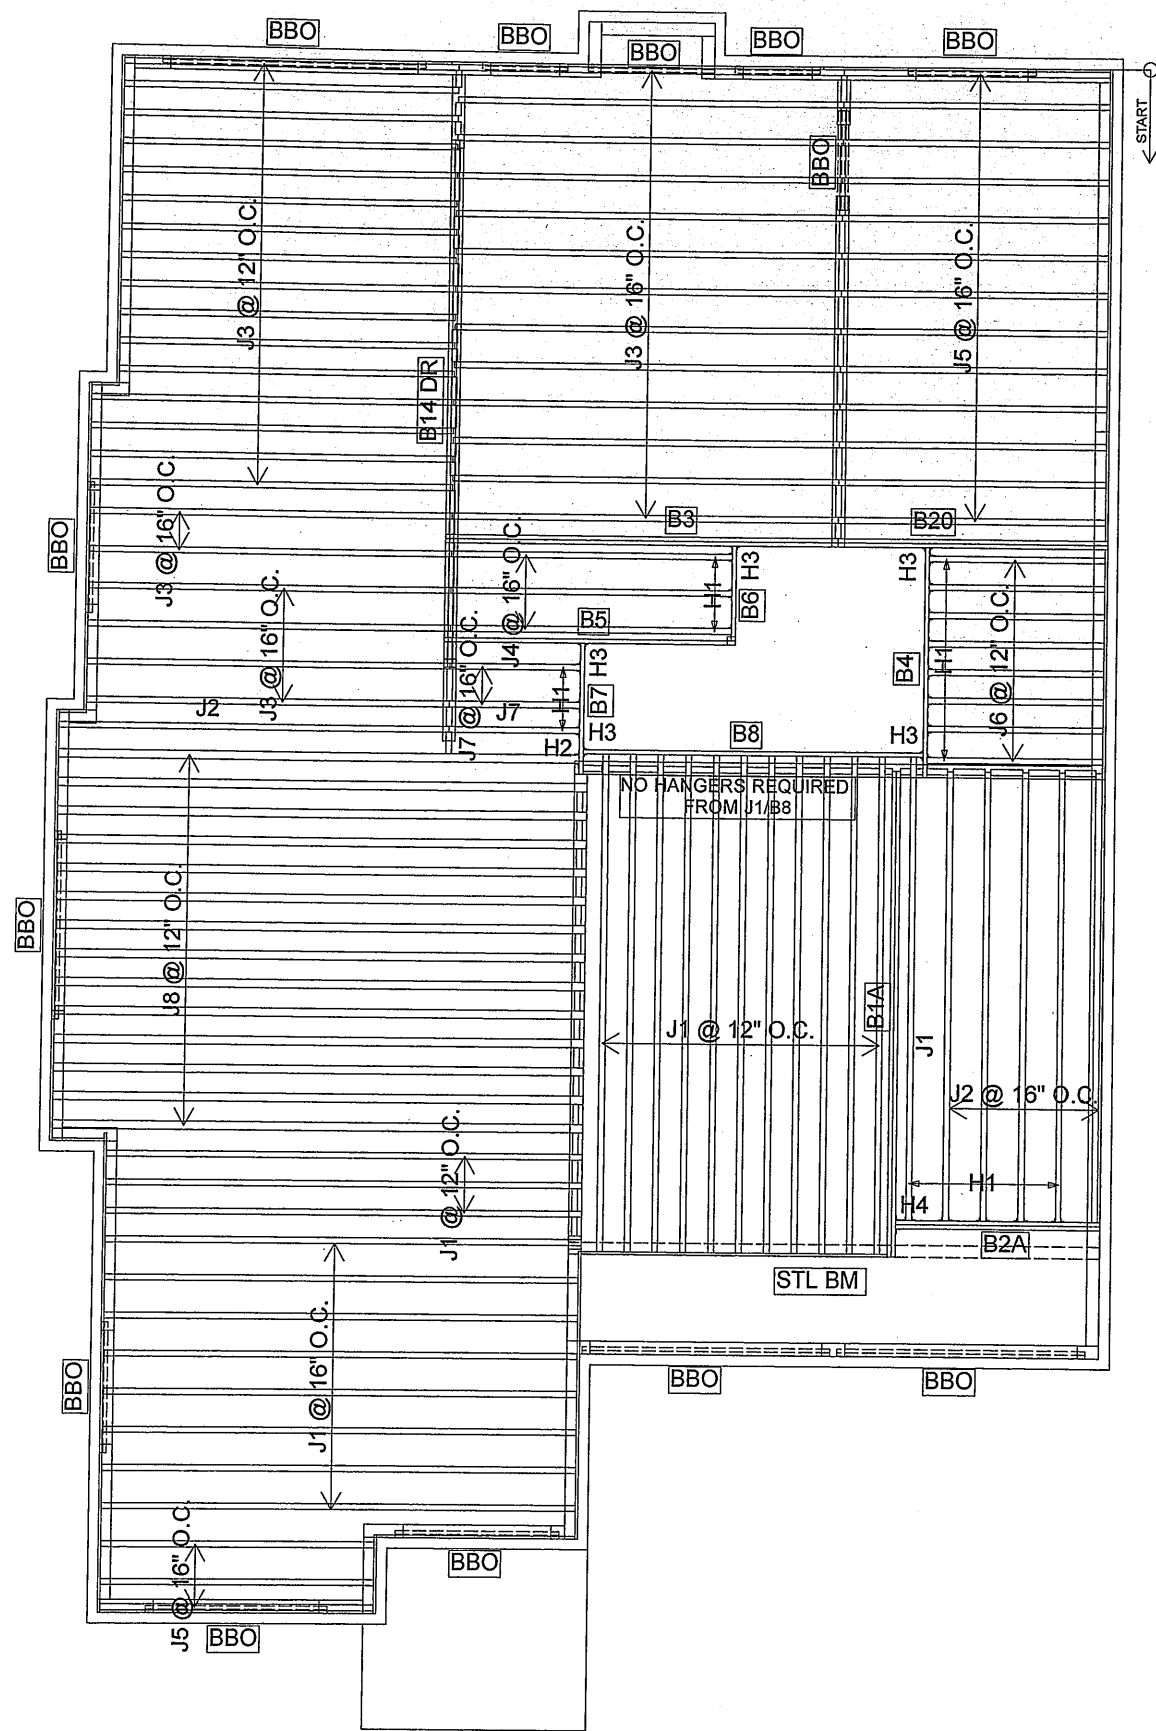 BBO
BBO
BBO
BBO
BBO
START
BBO
J3 @ 12" O.C.
J3 @ 16" O.C.
J5 @ 16" O.C.
B14 DR
BBO
J3 @ 16" O.C.
B3
B20
J4 @ 16" O.C.
H1
H3
B6
H3
J6 @ 12" O.C.
H1
B4
J3 @ 16" O.C.
B5
H3
B7
H1
J7 @ 16" O.C.
J7
J2
H3
H2
B8
H3
NO HANGERS REQUIRED
FROM J1/B8
BBO
J8 @ 12" O.C.
B1A
J1 @ 12" O.C.
J1
J2 @ 16" O.C.
J1 @ 12" O.C.
H1
H4
B2A
STL BM
J1 @ 16" O.C.
BBO
BBO
BBO
J5 @ 16" O.C.
BBO
BBO